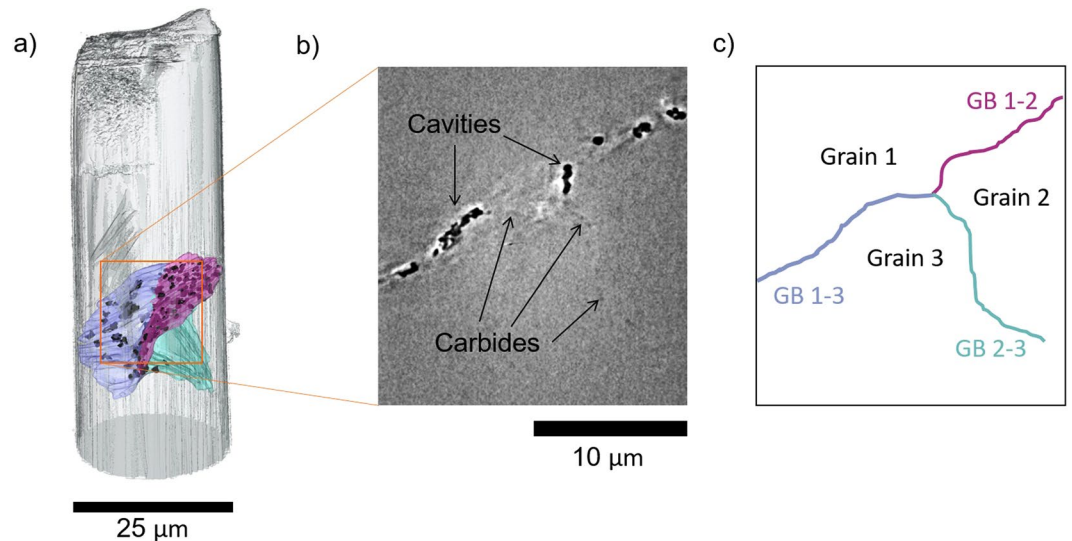 a)
25 µm
b)
Cavities
Carbides
10 µm
c)
GB 1-2
Grain 1
Grain 2
Grain 3
GB 1-3
GB 2-3